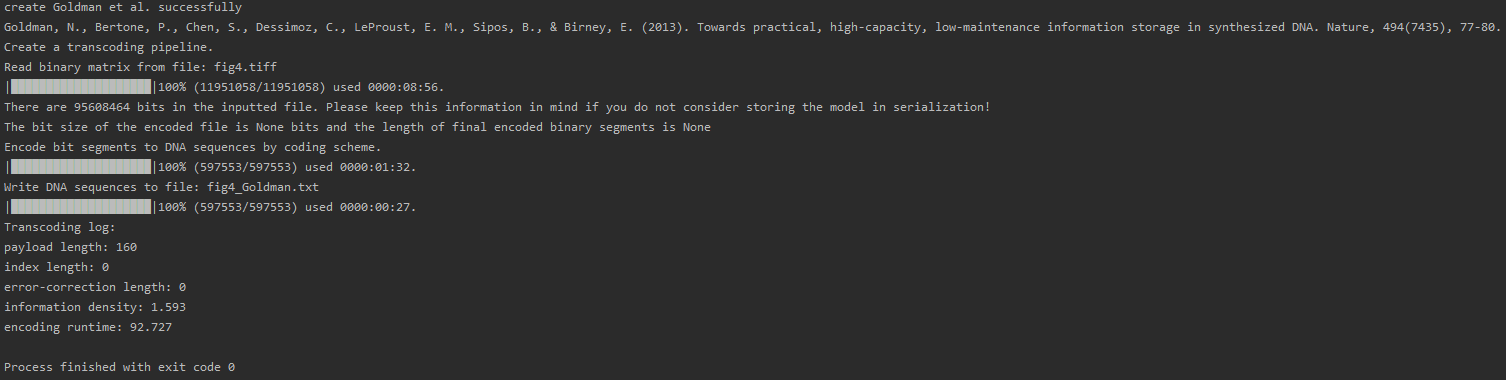 create Goldman et al. successfully
Goldman, N., Bertone, P., Chen, S., Dessimoz, C., LeProust, E. M., Sipos, B., & Birney, E. (2013). Towards practical, high-capacity, low-maintenance information storage in synthesized DNA. Nature, 494(7435), 77-80.
Create a transcoding pipeline.
Read binary matrix from file: fig4.tiff
|████████████████████|100% (11951058/11951058) used 0000:08:56.
There are 95608464 bits in the inputted file. Please keep this information in mind if you do not consider storing the model in serialization!
The bit size of the encoded file is None bits and the length of final encoded binary segments is None
Encode bit segments to DNA sequences by coding scheme.
|████████████████████|100% (597553/597553) used 0000:01:32.
Write DNA sequences to file: fig4_Goldman.txt
|████████████████████|100% (597553/597553) used 0000:00:27.
Transcoding log:
payload length: 160
index length: 0
error-correction length: 0
information density: 1.593
encoding runtime: 92.727
Process finished with exit code 0